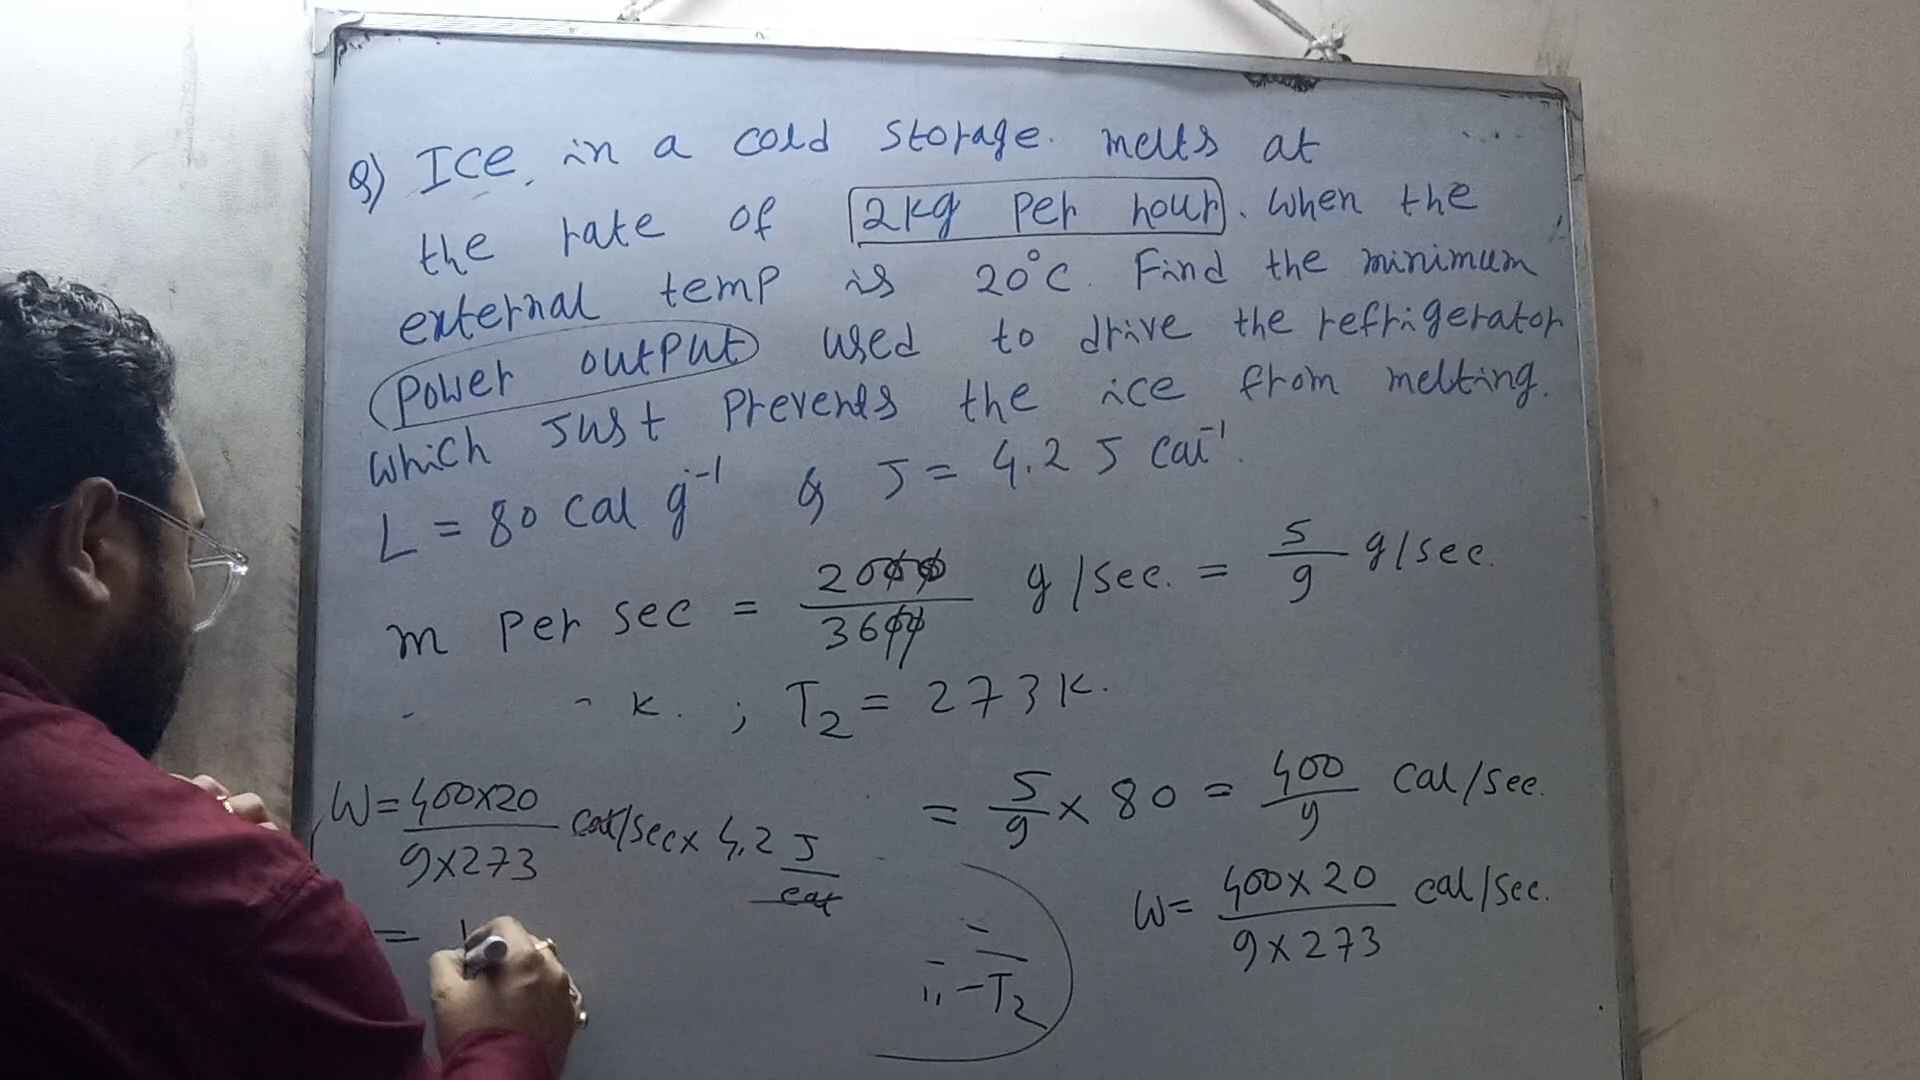 Q) Ice in a cold storage. melts at
the rate of 2kg per hour. When the
external temp is 20°C. Find the minimum
power output used to drive the refrigerator
which Just prevents the ice from melting.
L = 80 cal g⁻¹ & J = 4.2 J cal⁻¹.
m per sec = 2000/3600 g/sec. = 5/9 g/sec.
K. ; T₂ = 273K.
= 5/9 × 80 = 400/9 cal/sec.
W = 400×20/9×273 cal/sec × 4.2 J/cal
W = 400×20/9×273 cal/sec.
- T₂
=